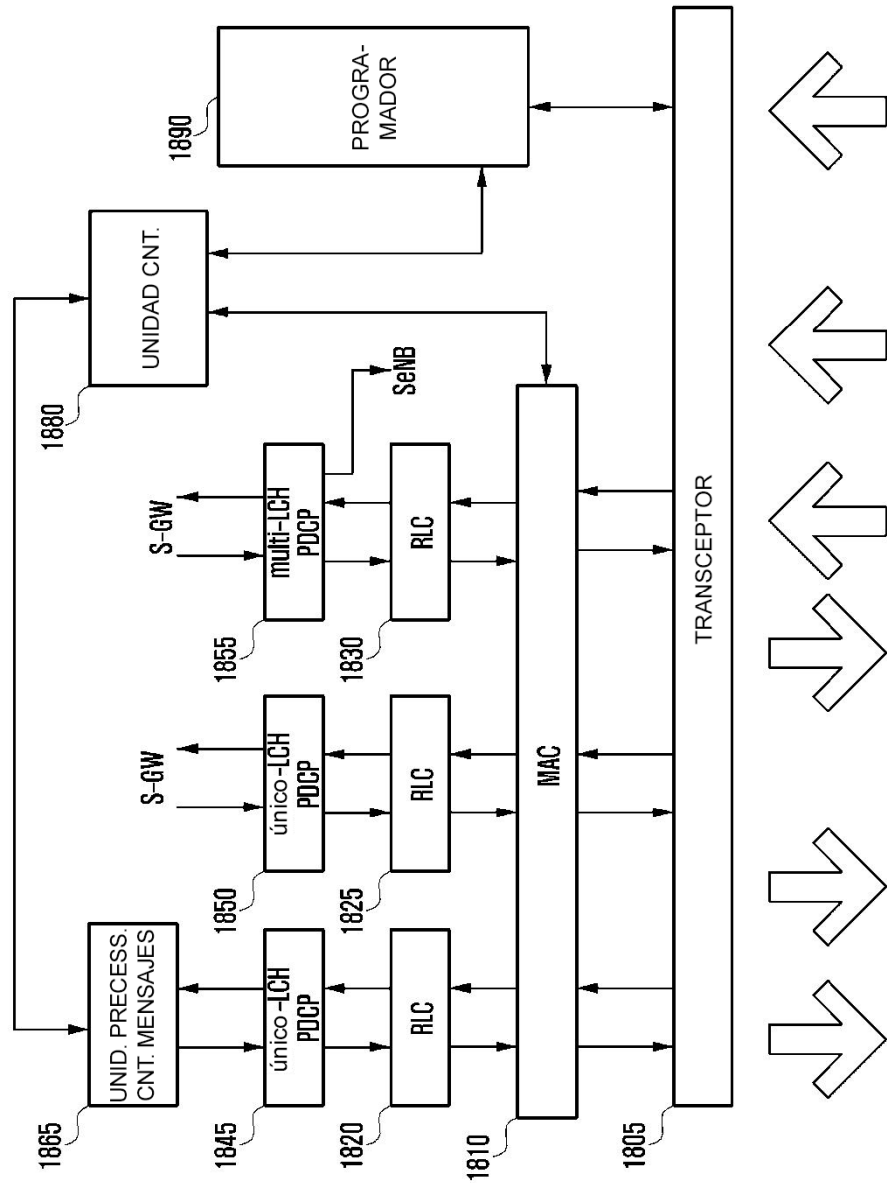 1865
UNID. PRECESS.
CNT. MENSAJES
1880
UNIDAD CNT.
1890
PROGRA-
MADOR
S-GW
S-GW
1845
único-LCH
PDCP
1850
único-LCH
PDCP
1855
multi-LCH
PDCP
SeNB
1820
RLC
1825
RLC
1830
RLC
1810
MAC
1805
TRANSCEPTOR